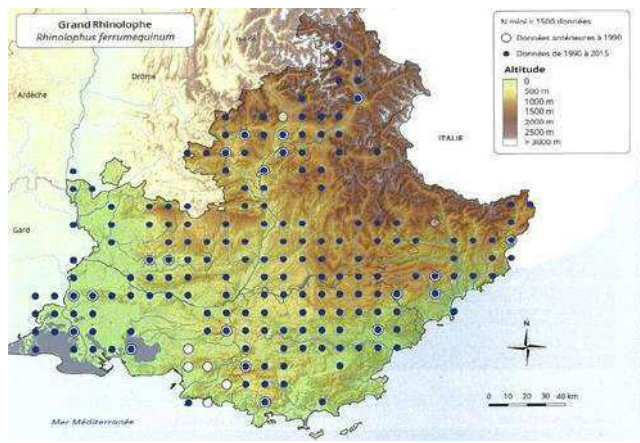 Grand Rhinolophe
Rhinolophus ferrumequinum
N mini = 1500 données
Données antérieures à 1990
Données de 1990 à 2015
Altitude
0
500 m
1000 m
1500 m
2000 m
2500 m
> 3000 m
Isère
Drôme
Ardèche
ITALIE
Gard
N
0 10 20 30 40 km
Mer Méditerranée